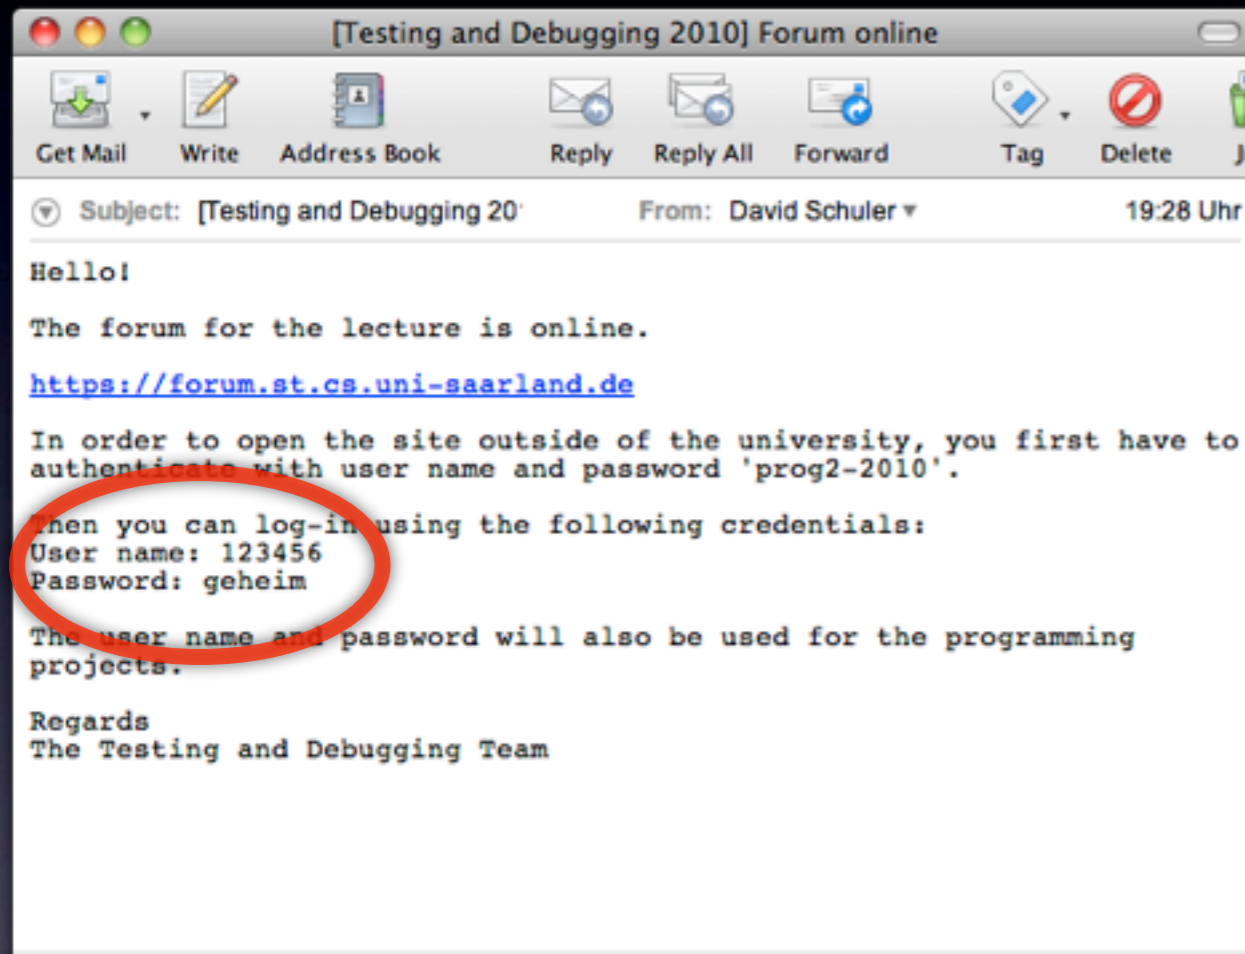 [Testing and Debugging 2010] Forum online
Get Mail Write Address Book Reply Reply All Forward Tag Delete
Subject: [Testing and Debugging 20 From: David Schuler 19:28 Uhr
Hello!
The forum for the lecture is online.
https://forum.st.cs.uni-saarland.de
In order to open the site outside of the university, you first have to
authenticate with user name and password 'prog2-2010'.
Then you can log-in using the following credentials:
User name: 123456
Password: geheim
The user name and password will also be used for the programming
projects.
Regards
The Testing and Debugging Team